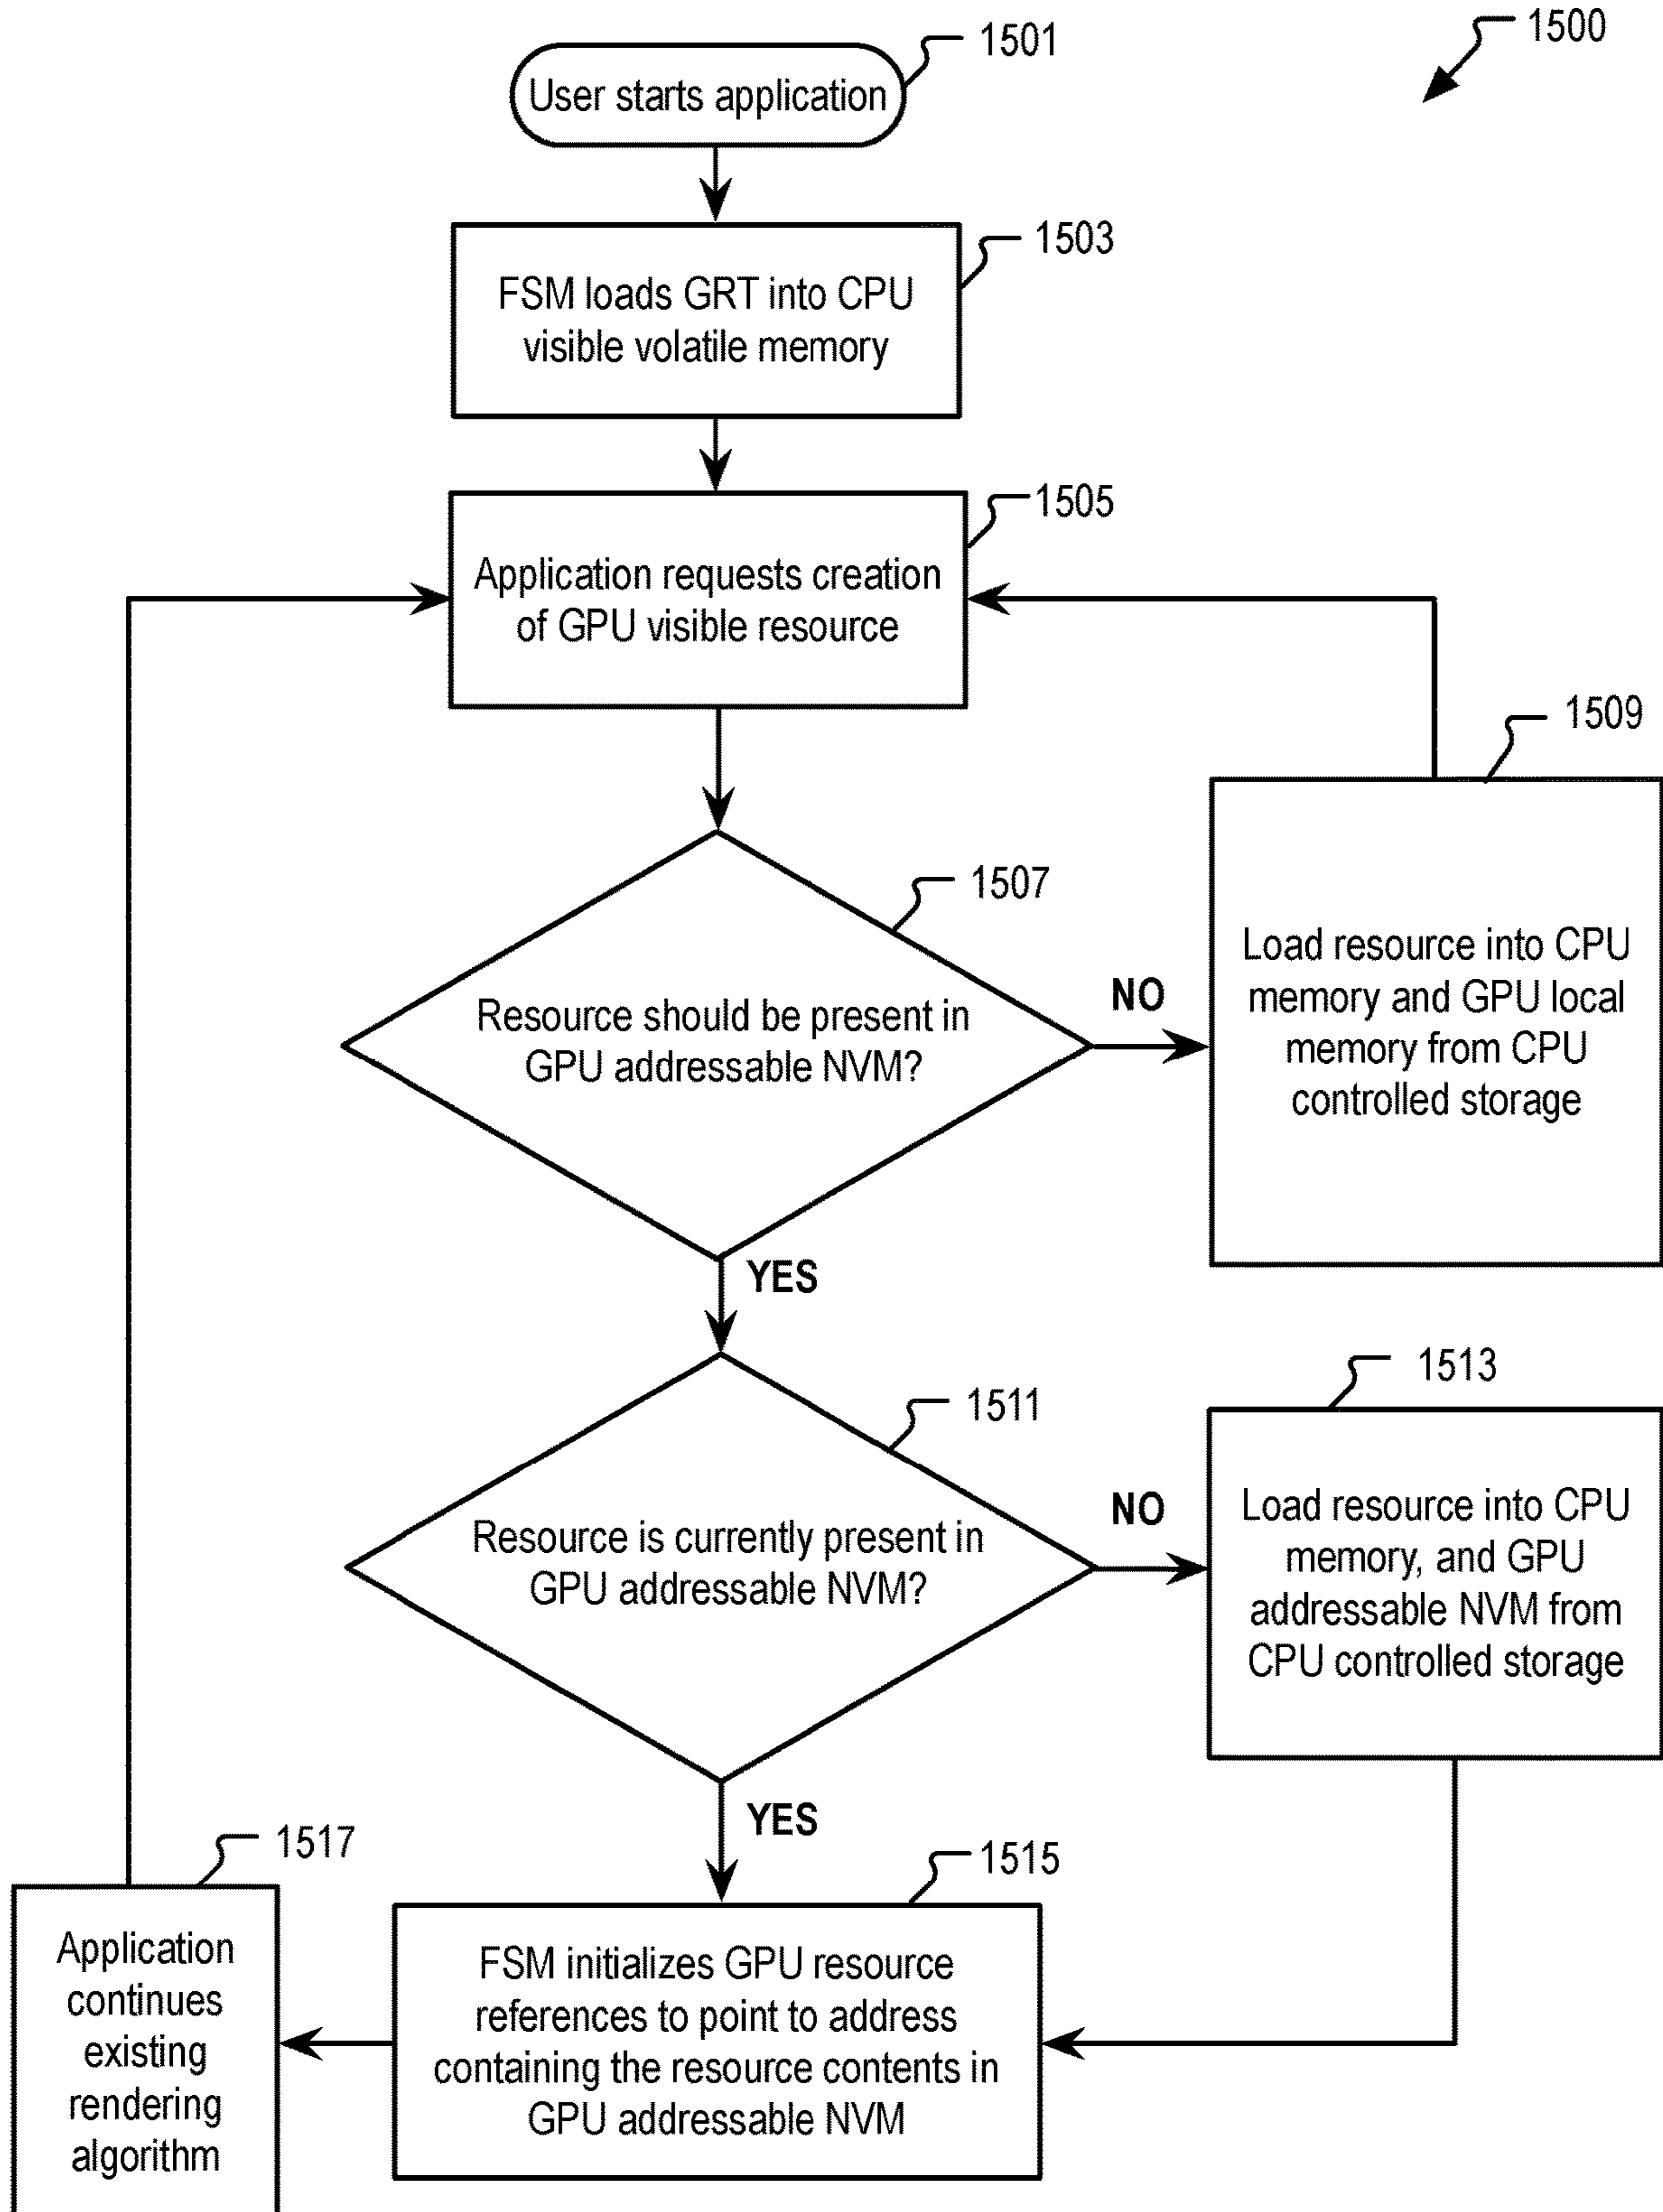 1500
1501
User starts application
1503
FSM loads GRT into CPU
visible volatile memory
1505
Application requests creation
of GPU visible resource
1507
Resource should be present in
GPU addressable NVM?
NO
YES
1509
Load resource into CPU
memory and GPU local
memory from CPU
controlled storage
1511
Resource is currently present in
GPU addressable NVM?
NO
YES
1513
Load resource into CPU
memory, and GPU
addressable NVM from
CPU controlled storage
1515
FSM initializes GPU resource
references to point to address
containing the resource contents in
GPU addressable NVM
1517
Application
continues
existing
rendering
algorithm